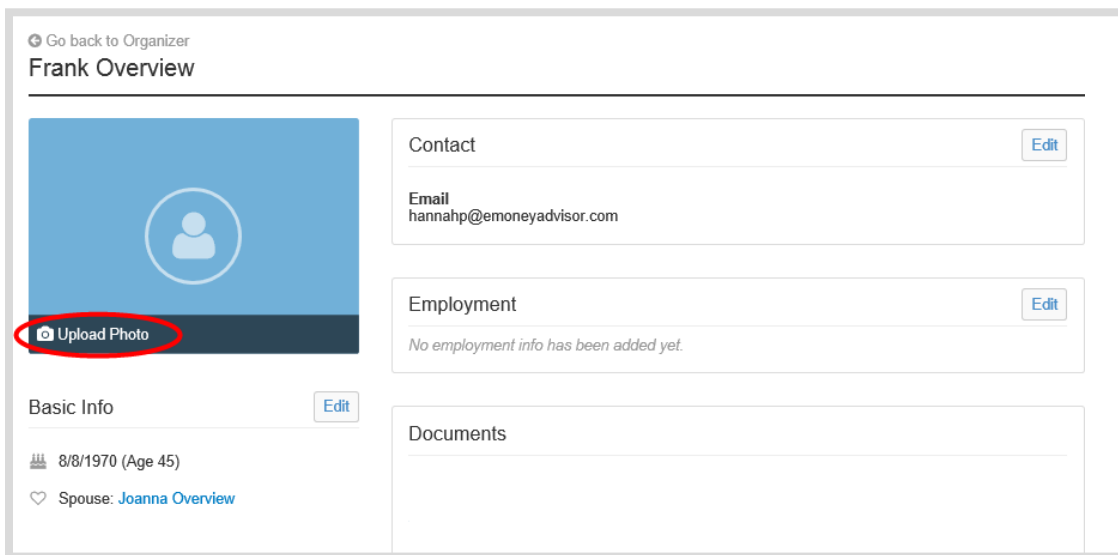 Go back to Organizer
Frank Overview
Upload Photo
Basic Info
Edit
8/8/1970 (Age 45)
Spouse: Joanna Overview
Contact
Edit
Email
hannahp@emoneyadvisor.com
Employment
Edit
No employment info has been added yet.
Documents